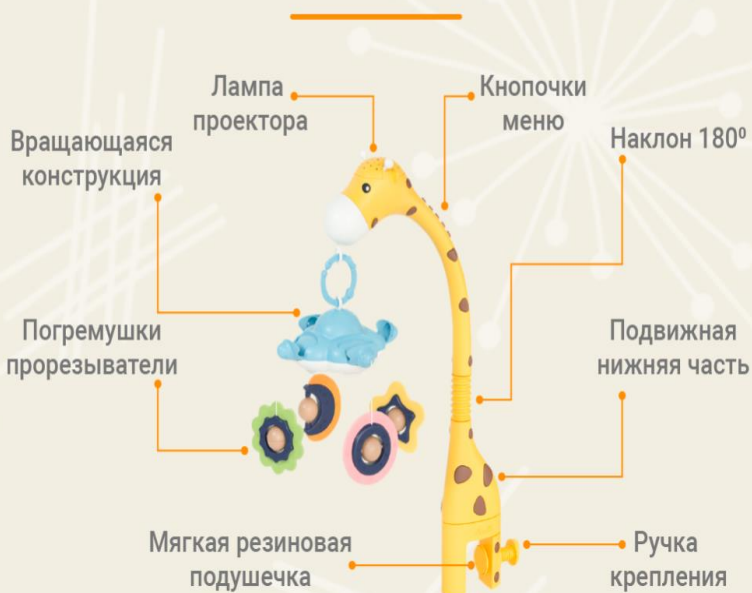 Лампа
проектора
Кнопочки
меню
Вращающаяся
конструкция
Наклон 180⁰
Погремушки
прорезыватели
Подвижная
нижняя часть
Мягкая резиновая
подушечка
Ручка
крепления